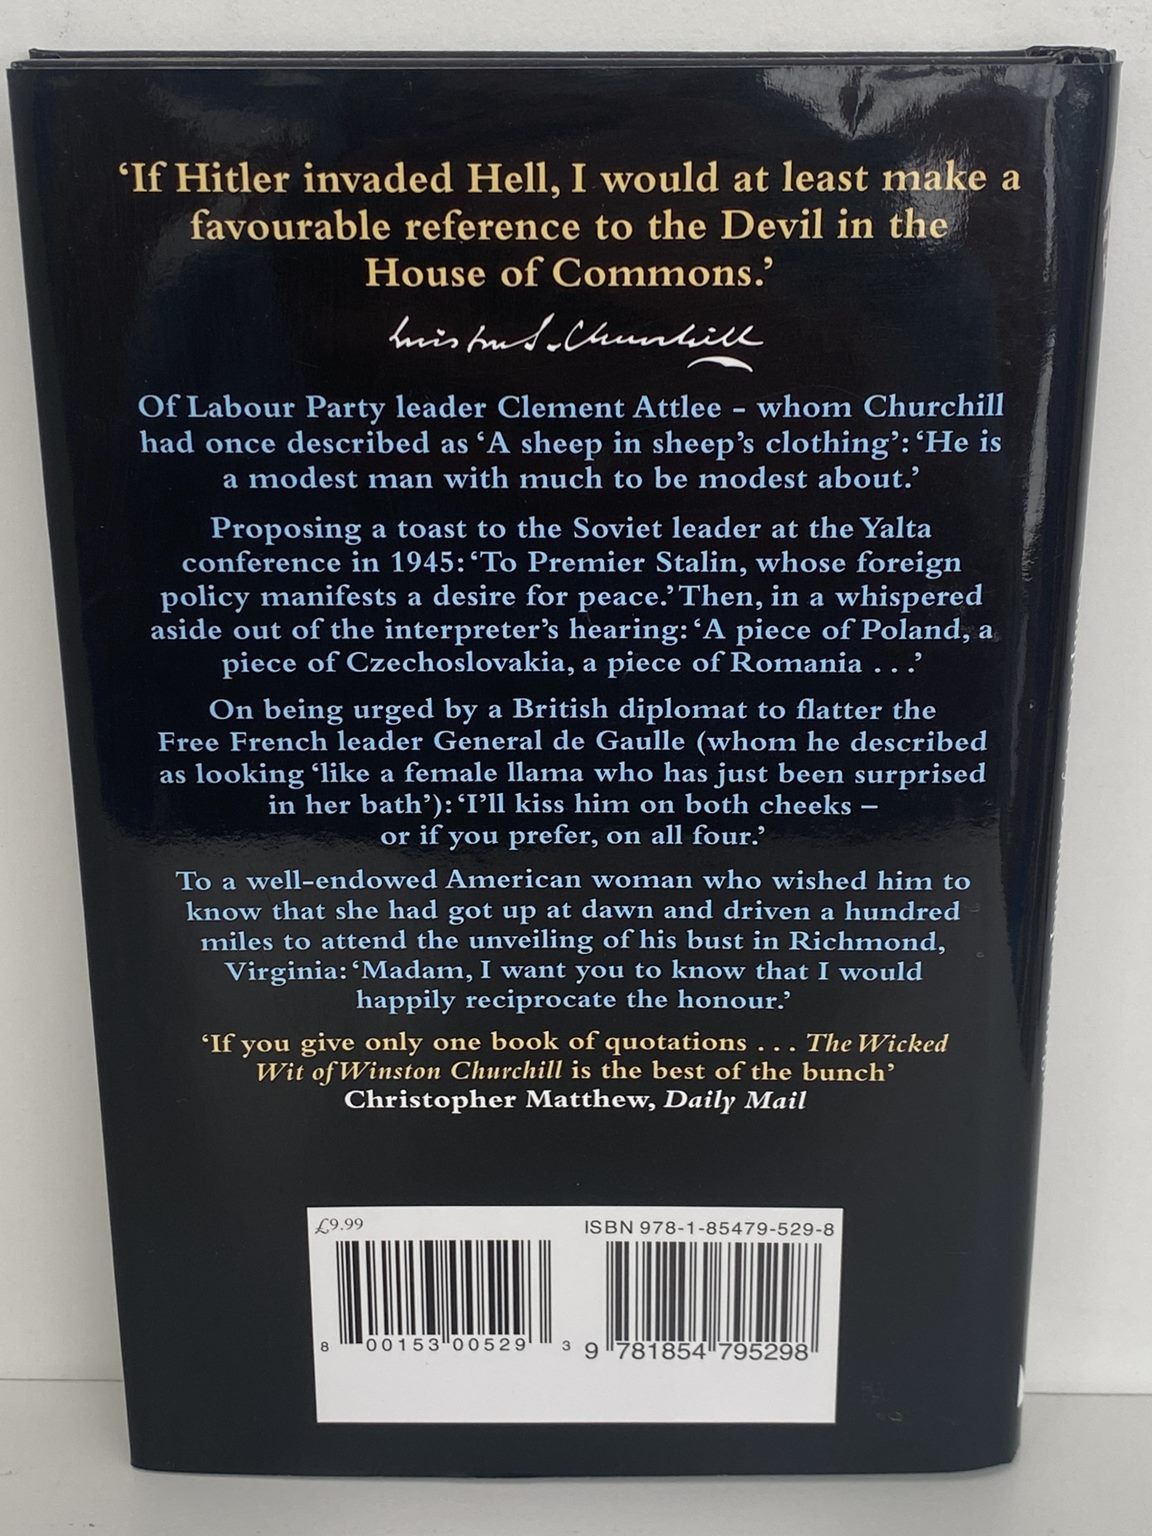 ‘If Hitler invaded Hell, I would at least make a
favourable reference to the Devil in the
House of Commons.’
Winston S. Churchill
Of Labour Party leader Clement Attlee – whom Churchill
had once described as ‘A sheep in sheep’s clothing’: ‘He is
a modest man with much to be modest about.’
Proposing a toast to the Soviet leader at the Yalta
conference in 1945: ‘To Premier Stalin, whose foreign
policy manifests a desire for peace.’ Then, in a whispered
aside out of the interpreter’s hearing: ‘A piece of Poland, a
piece of Czechoslovakia, a piece of Romania . . .’
On being urged by a British diplomat to flatter the
Free French leader General de Gaulle (whom he described
as looking ‘like a female llama who has just been surprised
in her bath’): ‘I’ll kiss him on both cheeks –
or if you prefer, on all four.’
To a well-endowed American woman who wished him to
know that she had got up at dawn and driven a hundred
miles to attend the unveiling of his bust in Richmond,
Virginia: ‘Madam, I want you to know that I would
happily reciprocate the honour.’
‘If you give only one book of quotations . . . The Wicked
Wit of Winston Churchill is the best of the bunch’
Christopher Matthew, Daily Mail
£9.99
ISBN 978-1-85479-529-8
8 00153 00529 3
9 781854 795298